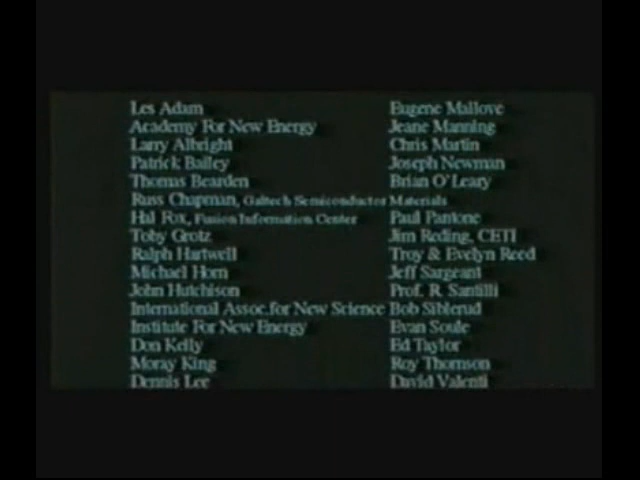 Les Adam
Academy For New Energy
Larry Albright
Patrick Bailey
Thomas Bearden
Russ Chapman, Galtech Semiconductor Materials
Hal Fox, Fusion Information Center
Toby Grotz
Ralph Hartwell
Michael Horn
John Hutchison
International Assoc.for New Science
Institute For New Energy
Don Kelly
Moray King
Dennis Lee
Eugene Mallove
Jeane Manning
Chris Martin
Joseph Newman
Brian O'Leary
Paul Pantone
Jim Reding, CETI
Troy & Evelyn Reed
Jeff Sargeant
Prof. R. Santilli
Bob Siblerud
Evan Soule
Ed Taylor
Roy Thomson
David Valenti